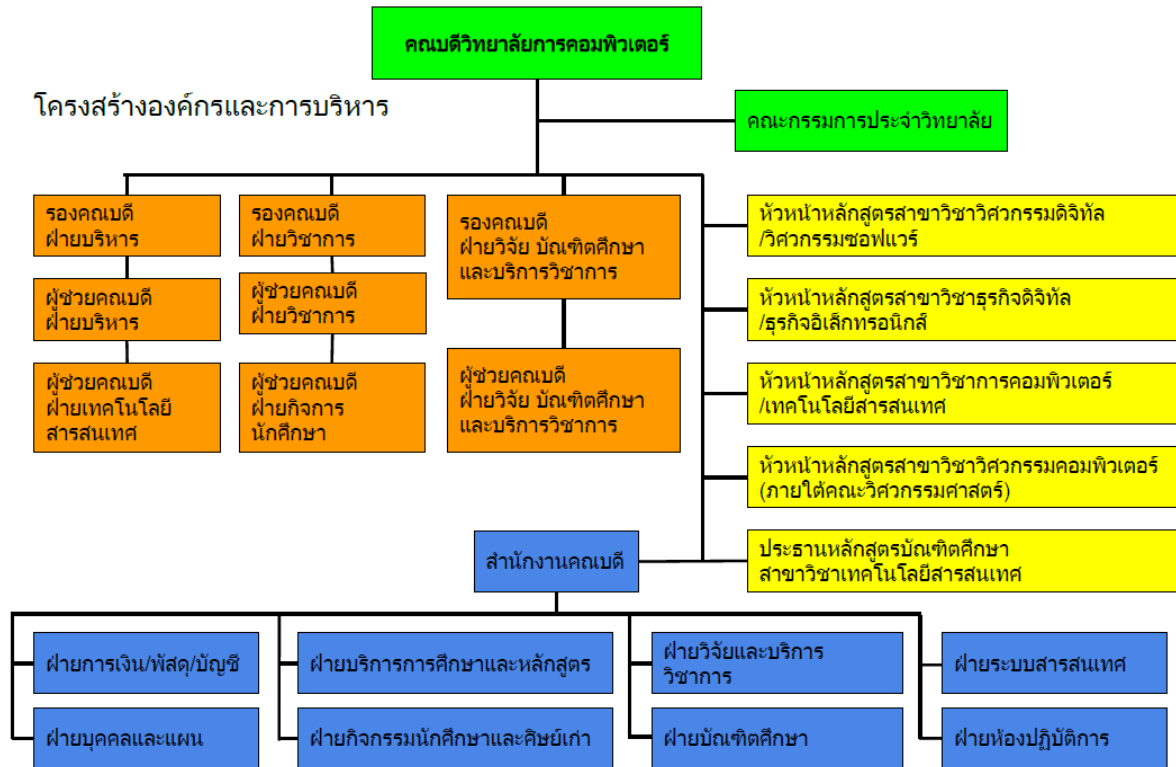 คณบดีวิทยาลัยการคอมพิวเตอร์
โครงสร้างองค์กรและการบริหาร
คณะกรรมการประจำวิทยาลัย
รองคณบดี
ฝ่ายบริหาร
รองคณบดี
ฝ่ายวิชาการ
รองคณบดี
ฝ่ายวิจัย บัณฑิตศึกษา
และบริการวิชาการ
หัวหน้าหลักสูตรสาขาวิชาวิศวกรรมดิจิทัล
/วิศวกรรมซอฟแวร์
ผู้ช่วยคณบดี
ฝ่ายบริหาร
ผู้ช่วยคณบดี
ฝ่ายวิชาการ
หัวหน้าหลักสูตรสาขาวิชาธุรกิจดิจิทัล
/ธุรกิจอิเล็กทรอนิกส์
ผู้ช่วยคณบดี
ฝ่ายเทคโนโลยี
สารสนเทศ
ผู้ช่วยคณบดี
ฝ่ายกิจการ
นักศึกษา
ผู้ช่วยคณบดี
ฝ่ายวิจัย บัณฑิตศึกษา
และบริการวิชาการ
หัวหน้าหลักสูตรสาขาวิชาการคอมพิวเตอร์
/เทคโนโลยีสารสนเทศ
หัวหน้าหลักสูตรสาขาวิชาวิศวกรรมคอมพิวเตอร์
(ภายใต้คณะวิศวกรรมศาสตร์)
สำนักงานคณบดี
ประธานหลักสูตรบัณฑิตศึกษา
สาขาวิชาเทคโนโลยีสารสนเทศ
ฝ่ายการเงิน/พัสดุ/บัญชี
ฝ่ายบริการการศึกษาและหลักสูตร
ฝ่ายวิจัยและบริการ
วิชาการ
ฝ่ายระบบสารสนเทศ
ฝ่ายบุคคลและแผน
ฝ่ายกิจกรรมนักศึกษาและศิษย์เก่า
ฝ่ายบัณฑิตศึกษา
ฝ่ายห้องปฏิบัติการ